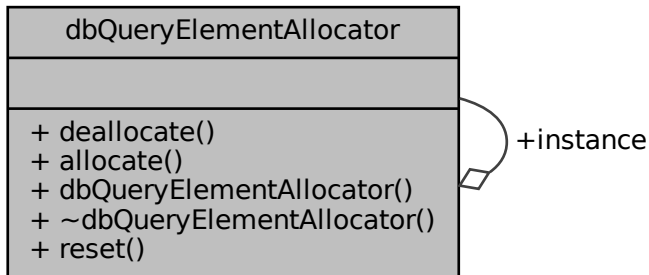 dbQueryElementAllocator
+ deallocate()
+ allocate()
+ dbQueryElementAllocator()
+ ~dbQueryElementAllocator()
+ reset()
+instance